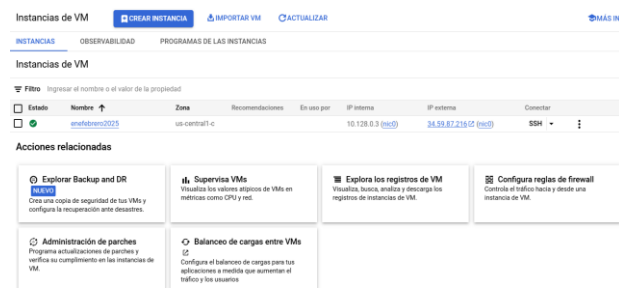 Instancias de VM
CREAR INSTANCIA
IMPORTAR VM
ACTUALIZAR
MÁS IN
INSTANCIAS
OBSERVABILIDAD
PROGRAMAS DE LAS INSTANCIAS
Instancias de VM
Filtro Ingresar el nombre o el valor de la propiedad
Estado Nombre Zona Recomendaciones En uso por IP interna IP externa Conectar
enefebrero2025 us-central1-c 10.128.0.3 (nic0) 34.59.87.216 (nic0) SSH
Acciones relacionadas
Explorar Backup and DR
NUEVO
Crea una copia de seguridad de tus VMs y
configura la recuperación ante desastres.
Supervisa VMs
Visualiza los valores atípicos de VMs en
métricas como CPU y red.
Explora los registros de VM
Visualiza, busca, analiza y descarga los
registros de instancias de VM.
Configura reglas de firewall
Controla el tráfico hacia y desde una
instancia de VM.
Administración de parches
Programa actualizaciones de parches y
verifica su cumplimiento en las instancias de
VM.
Balanceo de cargas entre VMs
Configura el balanceo de cargas para tus
aplicaciones a medida que aumentan el
tráfico y los usuarios